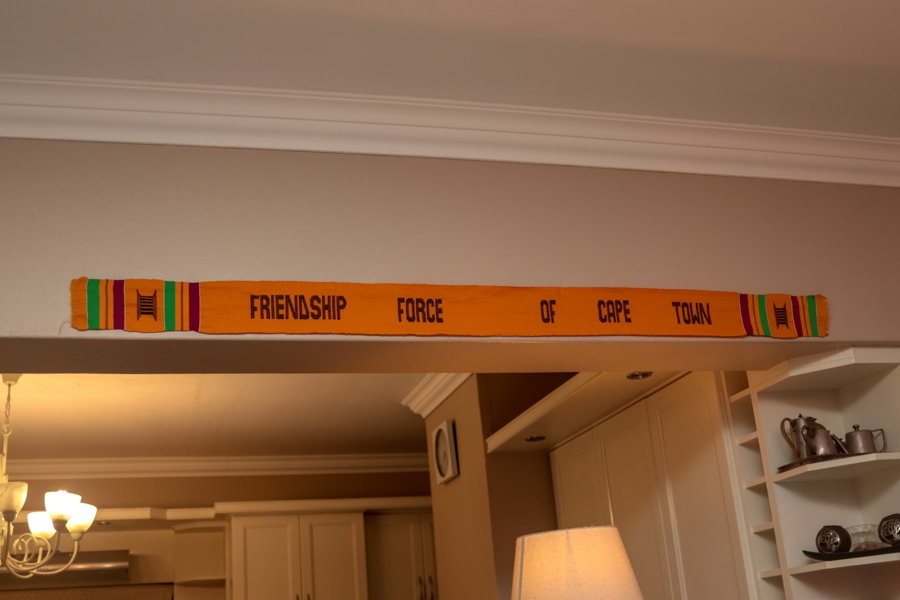 FRIENDSHIP FORCE OF CAPE TOWN